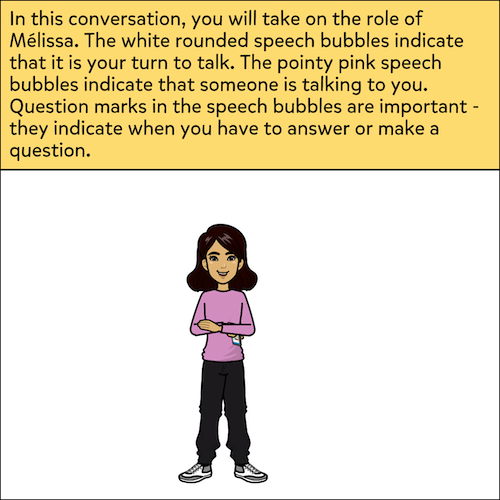 In this conversation, you will take on the role of
Mélissa. The white rounded speech bubbles indicate
that it is your turn to talk. The pointy pink speech
bubbles indicate that someone is talking to you.
Question marks in the speech bubbles are important -
they indicate when you have to answer or make a
question.